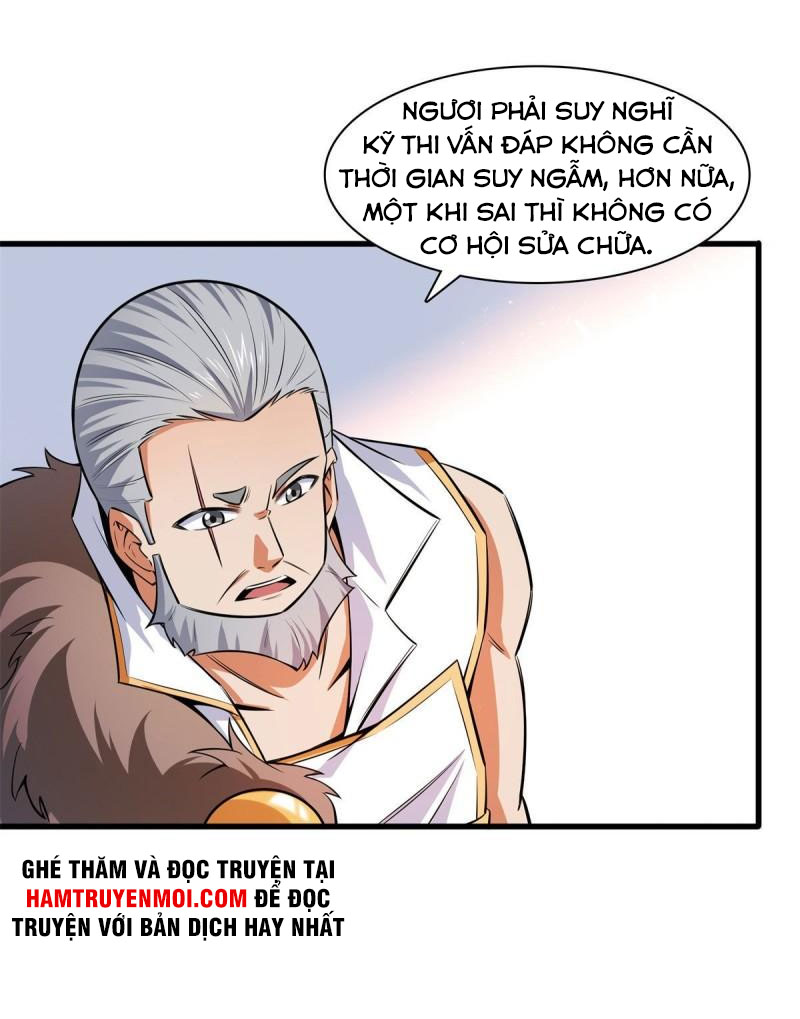 NGƯƠI PHẢI SUY NGHĨ
KỸ THI VẤN ĐÁP KHÔNG CẦN
THỜI GIAN SUY NGẪM, HƠN NỮA,
MỘT KHI SAI THÌ KHÔNG CÓ
CƠ HỘI SỬA CHỮA.
GHÉ THĂM VÀ ĐỌC TRUYỆN TẠI
HAMTRUYENMOI.COM ĐỂ ĐỌC
TRUYỆN VỚI BẢN DỊCH HAY NHẤT